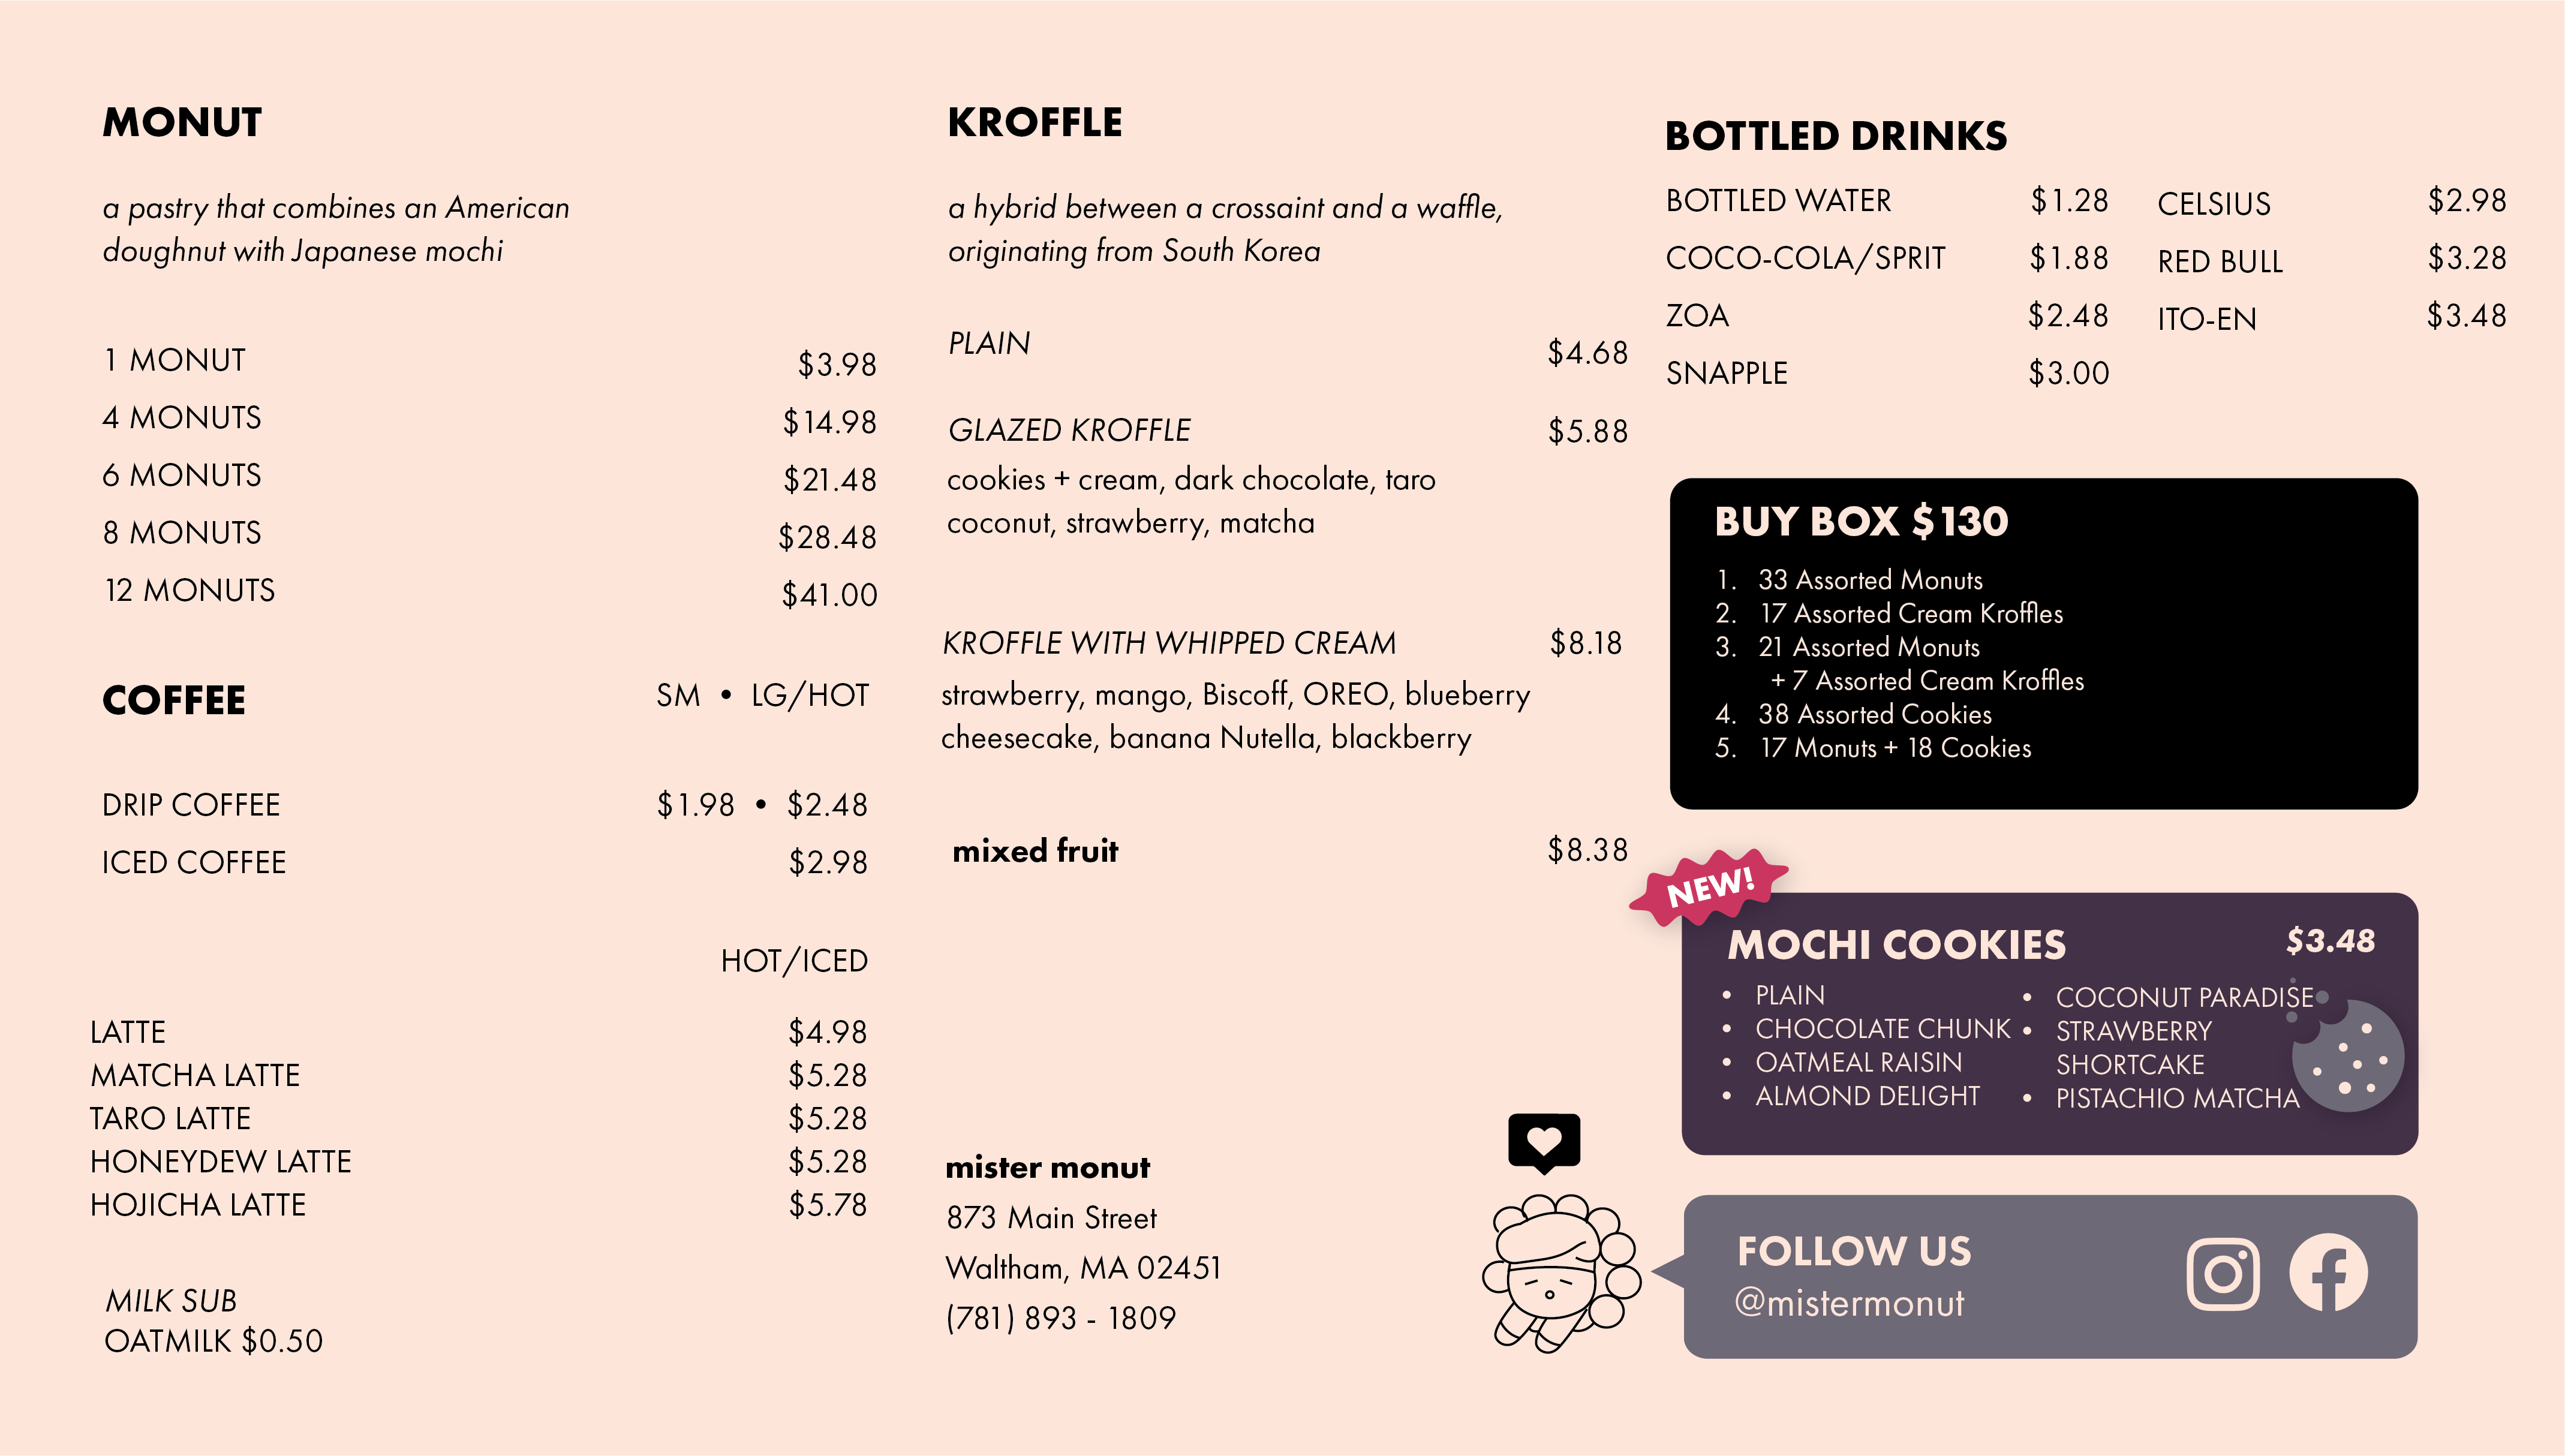 MONUT
a pastry that combines an American
doughnut with Japanese mochi
1 MONUT $3.98
4 MONUTS $14.98
6 MONUTS $21.48
8 MONUTS $28.48
12 MONUTS $41.00
COFFEE SM • LG/HOT
DRIP COFFEE $1.98 • $2.48
ICED COFFEE $2.98
HOT/ICED
LATTE $4.98
MATCHA LATTE $5.28
TARO LATTE $5.28
HONEYDEW LATTE $5.28
HOJICHA LATTE $5.78
MILK SUB
OATMILK $0.50
KROFFLE
a hybrid between a crossaint and a waffle,
originating from South Korea
PLAIN $4.68
GLAZED KROFFLE $5.88
cookies + cream, dark chocolate, taro
coconut, strawberry, matcha
KROFFLE WITH WHIPPED CREAM $8.18
strawberry, mango, Biscoff, OREO, blueberry
cheesecake, banana Nutella, blackberry
mixed fruit $8.38
mister monut
873 Main Street
Waltham, MA 02451
(781) 893 - 1809
BOTTLED DRINKS
BOTTLED WATER $1.28
COCO-COLA/SPRIT $1.88
ZOA $2.48
SNAPPLE $3.00
CELSIUS $2.98
RED BULL $3.28
ITO-EN $3.48
BUY BOX $130
1. 33 Assorted Monuts
2. 17 Assorted Cream Kroffles
3. 21 Assorted Monuts
+ 7 Assorted Cream Kroffles
4. 38 Assorted Cookies
5. 17 Monuts + 18 Cookies
NEW!
MOCHI COOKIES $3.48
• PLAIN
• CHOCOLATE CHUNK
• OATMEAL RAISIN
• ALMOND DELIGHT
• COCONUT PARADISE
• STRAWBERRY
SHORTCAKE
• PISTACHIO MATCHA
FOLLOW US
@mistermonut